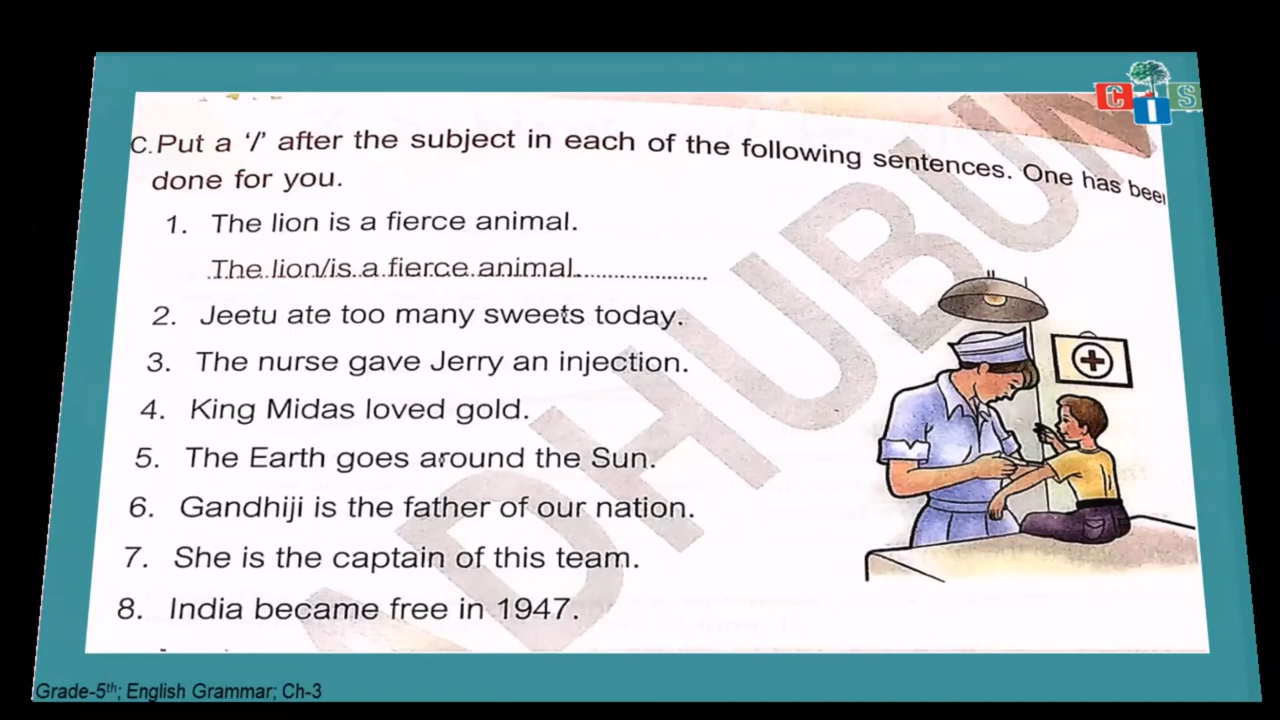 CIS
C. Put a '/' after the subject in each of the following sentences. One has been
done for you.
1. The lion is a fierce animal.
The lion/is a fierce animal.
2. Jeetu ate too many sweets today.
3. The nurse gave Jerry an injection.
4. King Midas loved gold.
5. The Earth goes around the Sun.
6. Gandhiji is the father of our nation.
7. She is the captain of this team.
8. India became free in 1947.
ADHUBUN
Grade-5th; English Grammar; Ch-3